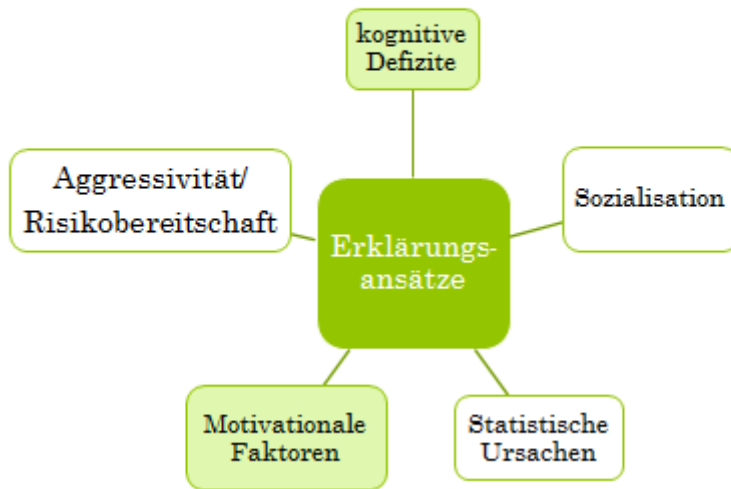 kognitive
Defizite
Aggressivität/
Risikobereitschaft
Sozialisation
Erklärungs-
ansätze
Motivationale
Faktoren
Statistische
Ursachen